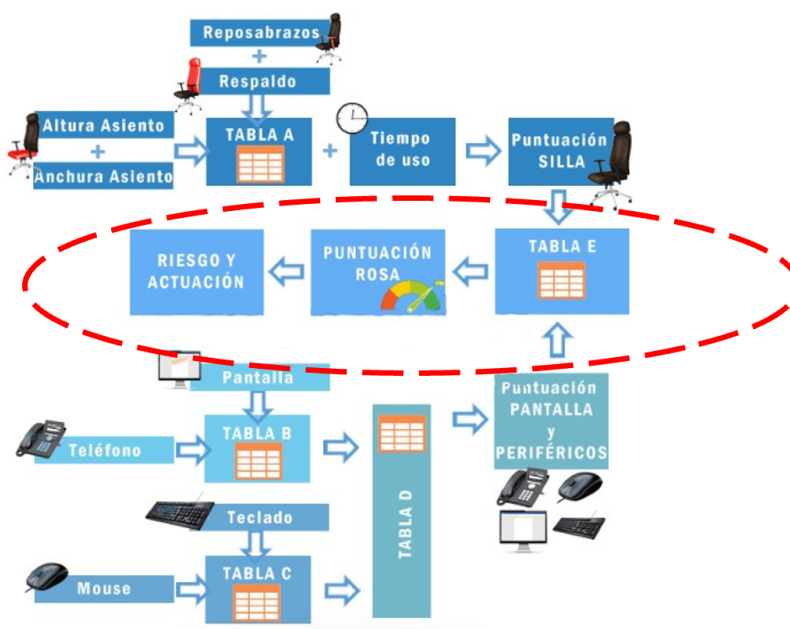 Reposabrazos
+
Respaldo
Altura Asiento
+
Anchura Asiento
TABLA A
+
Tiempo
de uso
Puntuación
SILLA
RIESGO Y
ACTUACIÓN
PUNTUACIÓN
ROSA
TABLA E
Pantalla
Teléfono
TABLA B
Teclado
Mouse
TABLA C
TABLA D
Puntuación
PANTALLA
y
PERIFÉRICOS